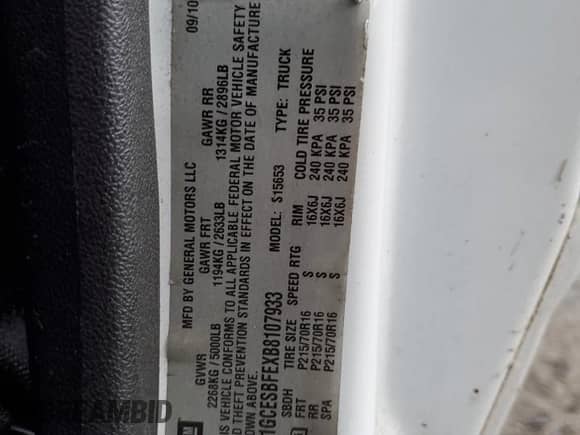 MFD BY GENERAL MOTORS LLC 09/10
GVWR GAWR FRT GAWR RR
2268KG/5000LB 1194KG/2633LB 1314KG/2896LB
IS VEHICLE CONFORMS TO ALL APPLICABLE FEDERAL MOTOR VEHICLE SAFETY
D THEFT PREVENTION STANDARDS IN EFFECT ON THE DATE OF MANUFACTURE
OWN ABOVE.
1GCESBFEXB8107933 MODEL: S15653 TYPE: TRUCK
SBDH TIRE SIZE SPEED RTG RIM COLD TIRE PRESSURE
FRT P215/70R16 S 16X6J 240 KPA 35 PSI
RR P215/70R16 S 16X6J 240 KPA 35 PSI
SPA P215/70R16 S 16X6J 240 KPA 35 PSI
GM